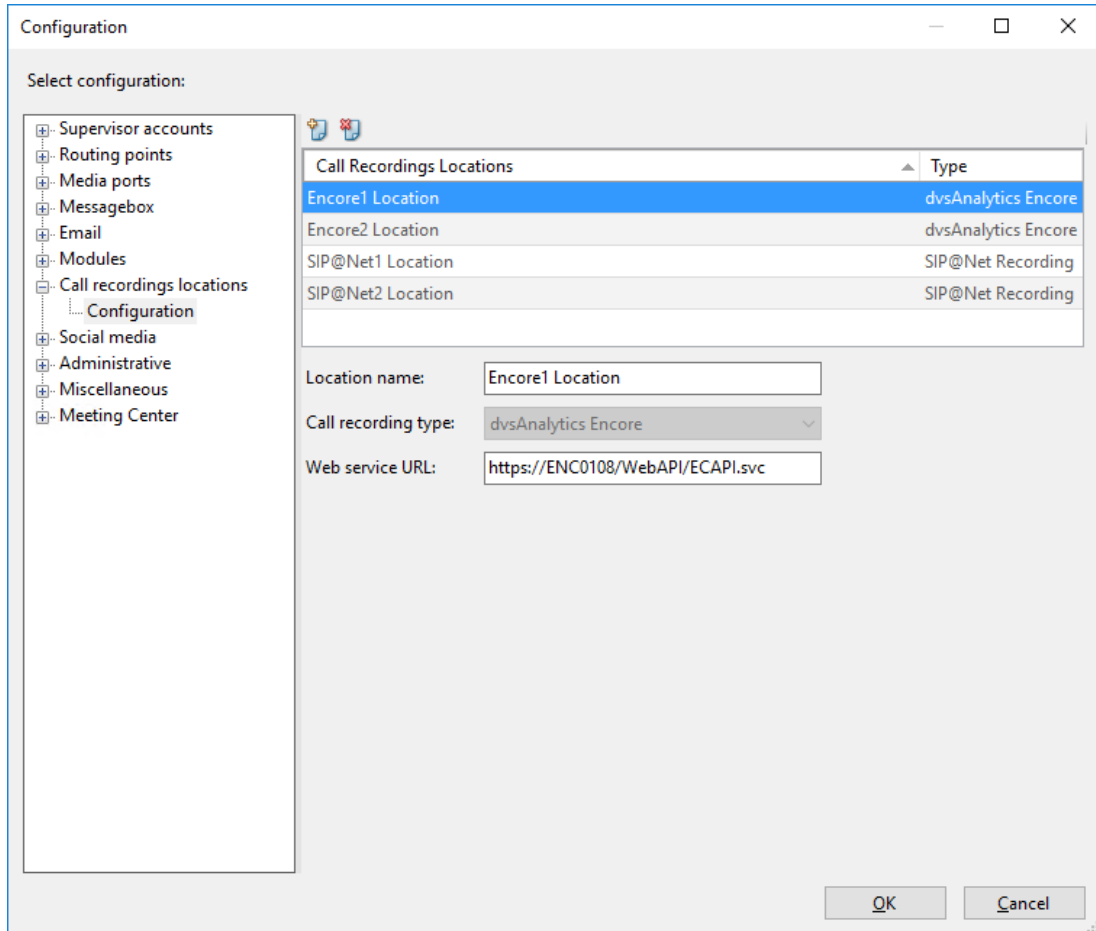 Configuration
Select configuration:
Supervisor accounts
Routing points
Media ports
Messagebox
Email
Modules
Call recordings locations
Configuration
Social media
Administrative
Miscellaneous
Meeting Center
Call Recordings Locations Type
Encore1 Location dvsAnalytics Encore
Encore2 Location dvsAnalytics Encore
SIP@Net1 Location SIP@Net Recording
SIP@Net2 Location SIP@Net Recording
Location name: Encore1 Location
Call recording type: dvsAnalytics Encore
Web service URL: https://ENC0108/WebAPI/ECAPI.svc
OK Cancel